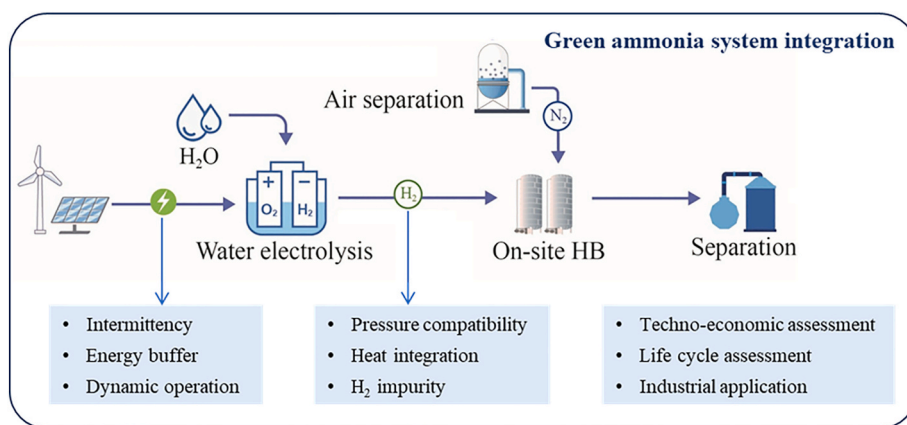 Green ammonia system integration
Air separation
N₂
H₂O
+
−
O₂
H₂
H₂
Water electrolysis
On-site HB
Separation
• Intermittency
• Energy buffer
• Dynamic operation
• Pressure compatibility
• Heat integration
• H₂ impurity
• Techno-economic assessment
• Life cycle assessment
• Industrial application